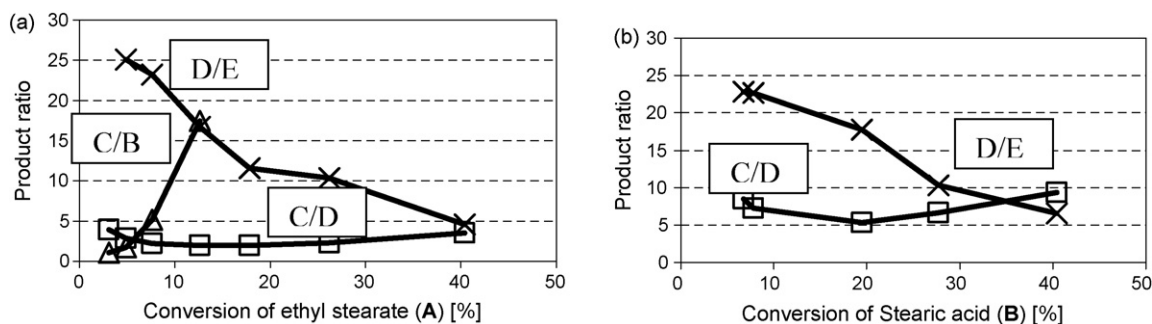 (a)
30
25
20
15
10
5
0
Product ratio
D/E
C/B
C/D
0 10 20 30 40 50
Conversion of ethyl stearate (A) [%]
(b)
30
25
20
15
10
5
0
Product ratio
C/D
D/E
0 10 20 30 40 50
Conversion of Stearic acid (B) [%]